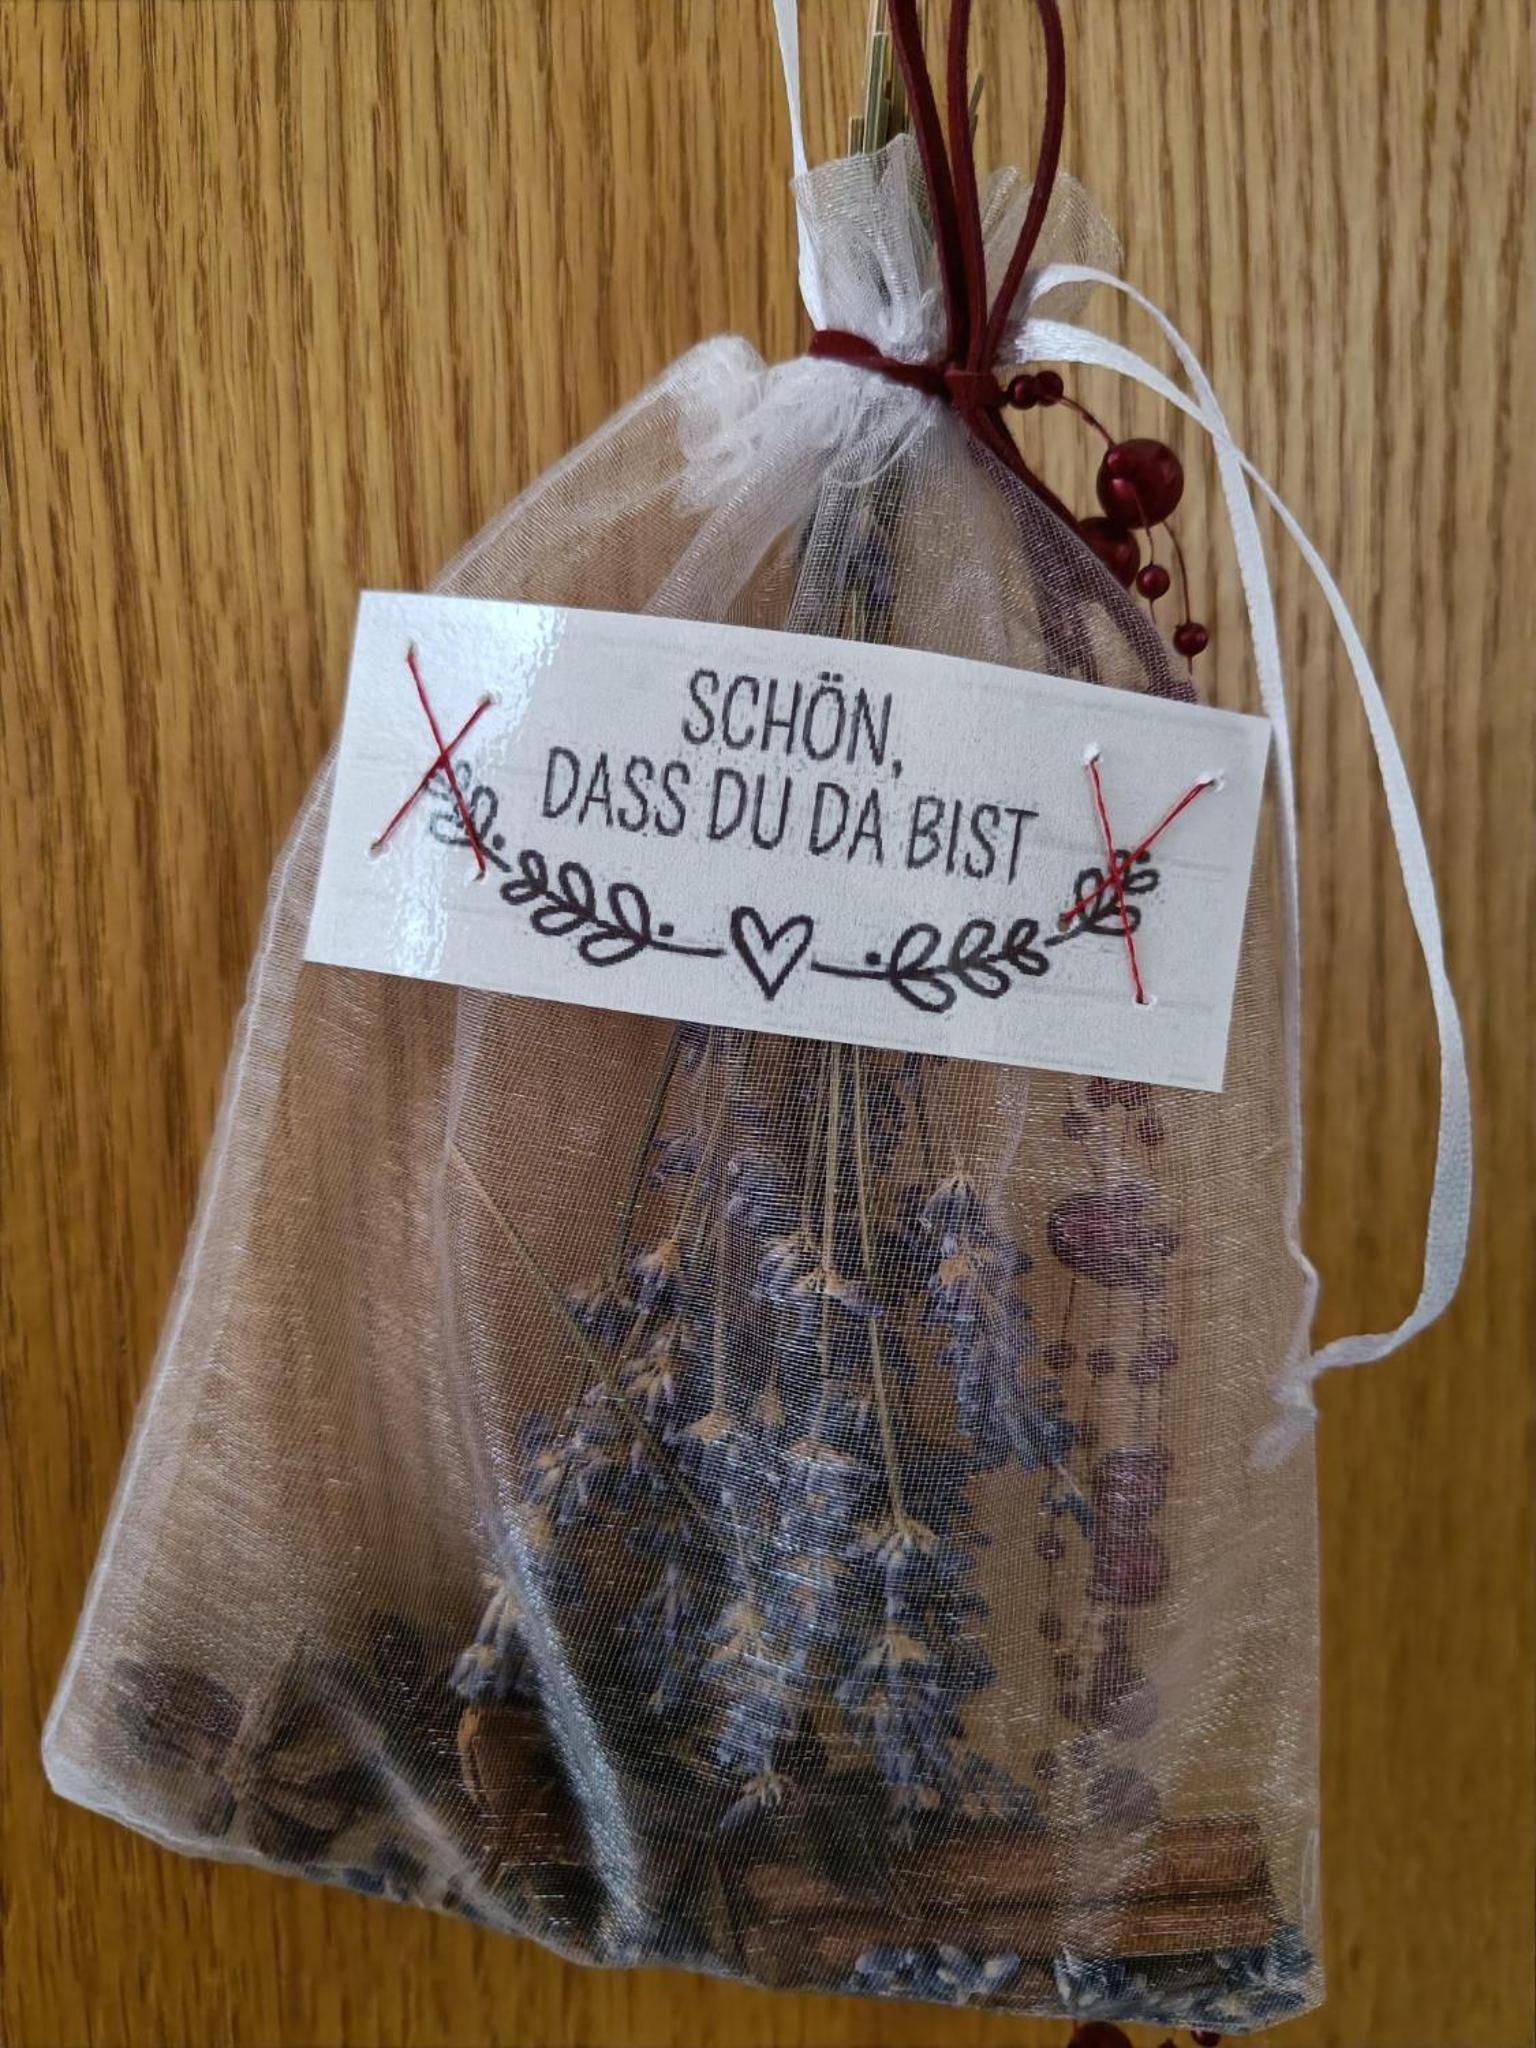 SCHÖN,
DASS DU DA BIST